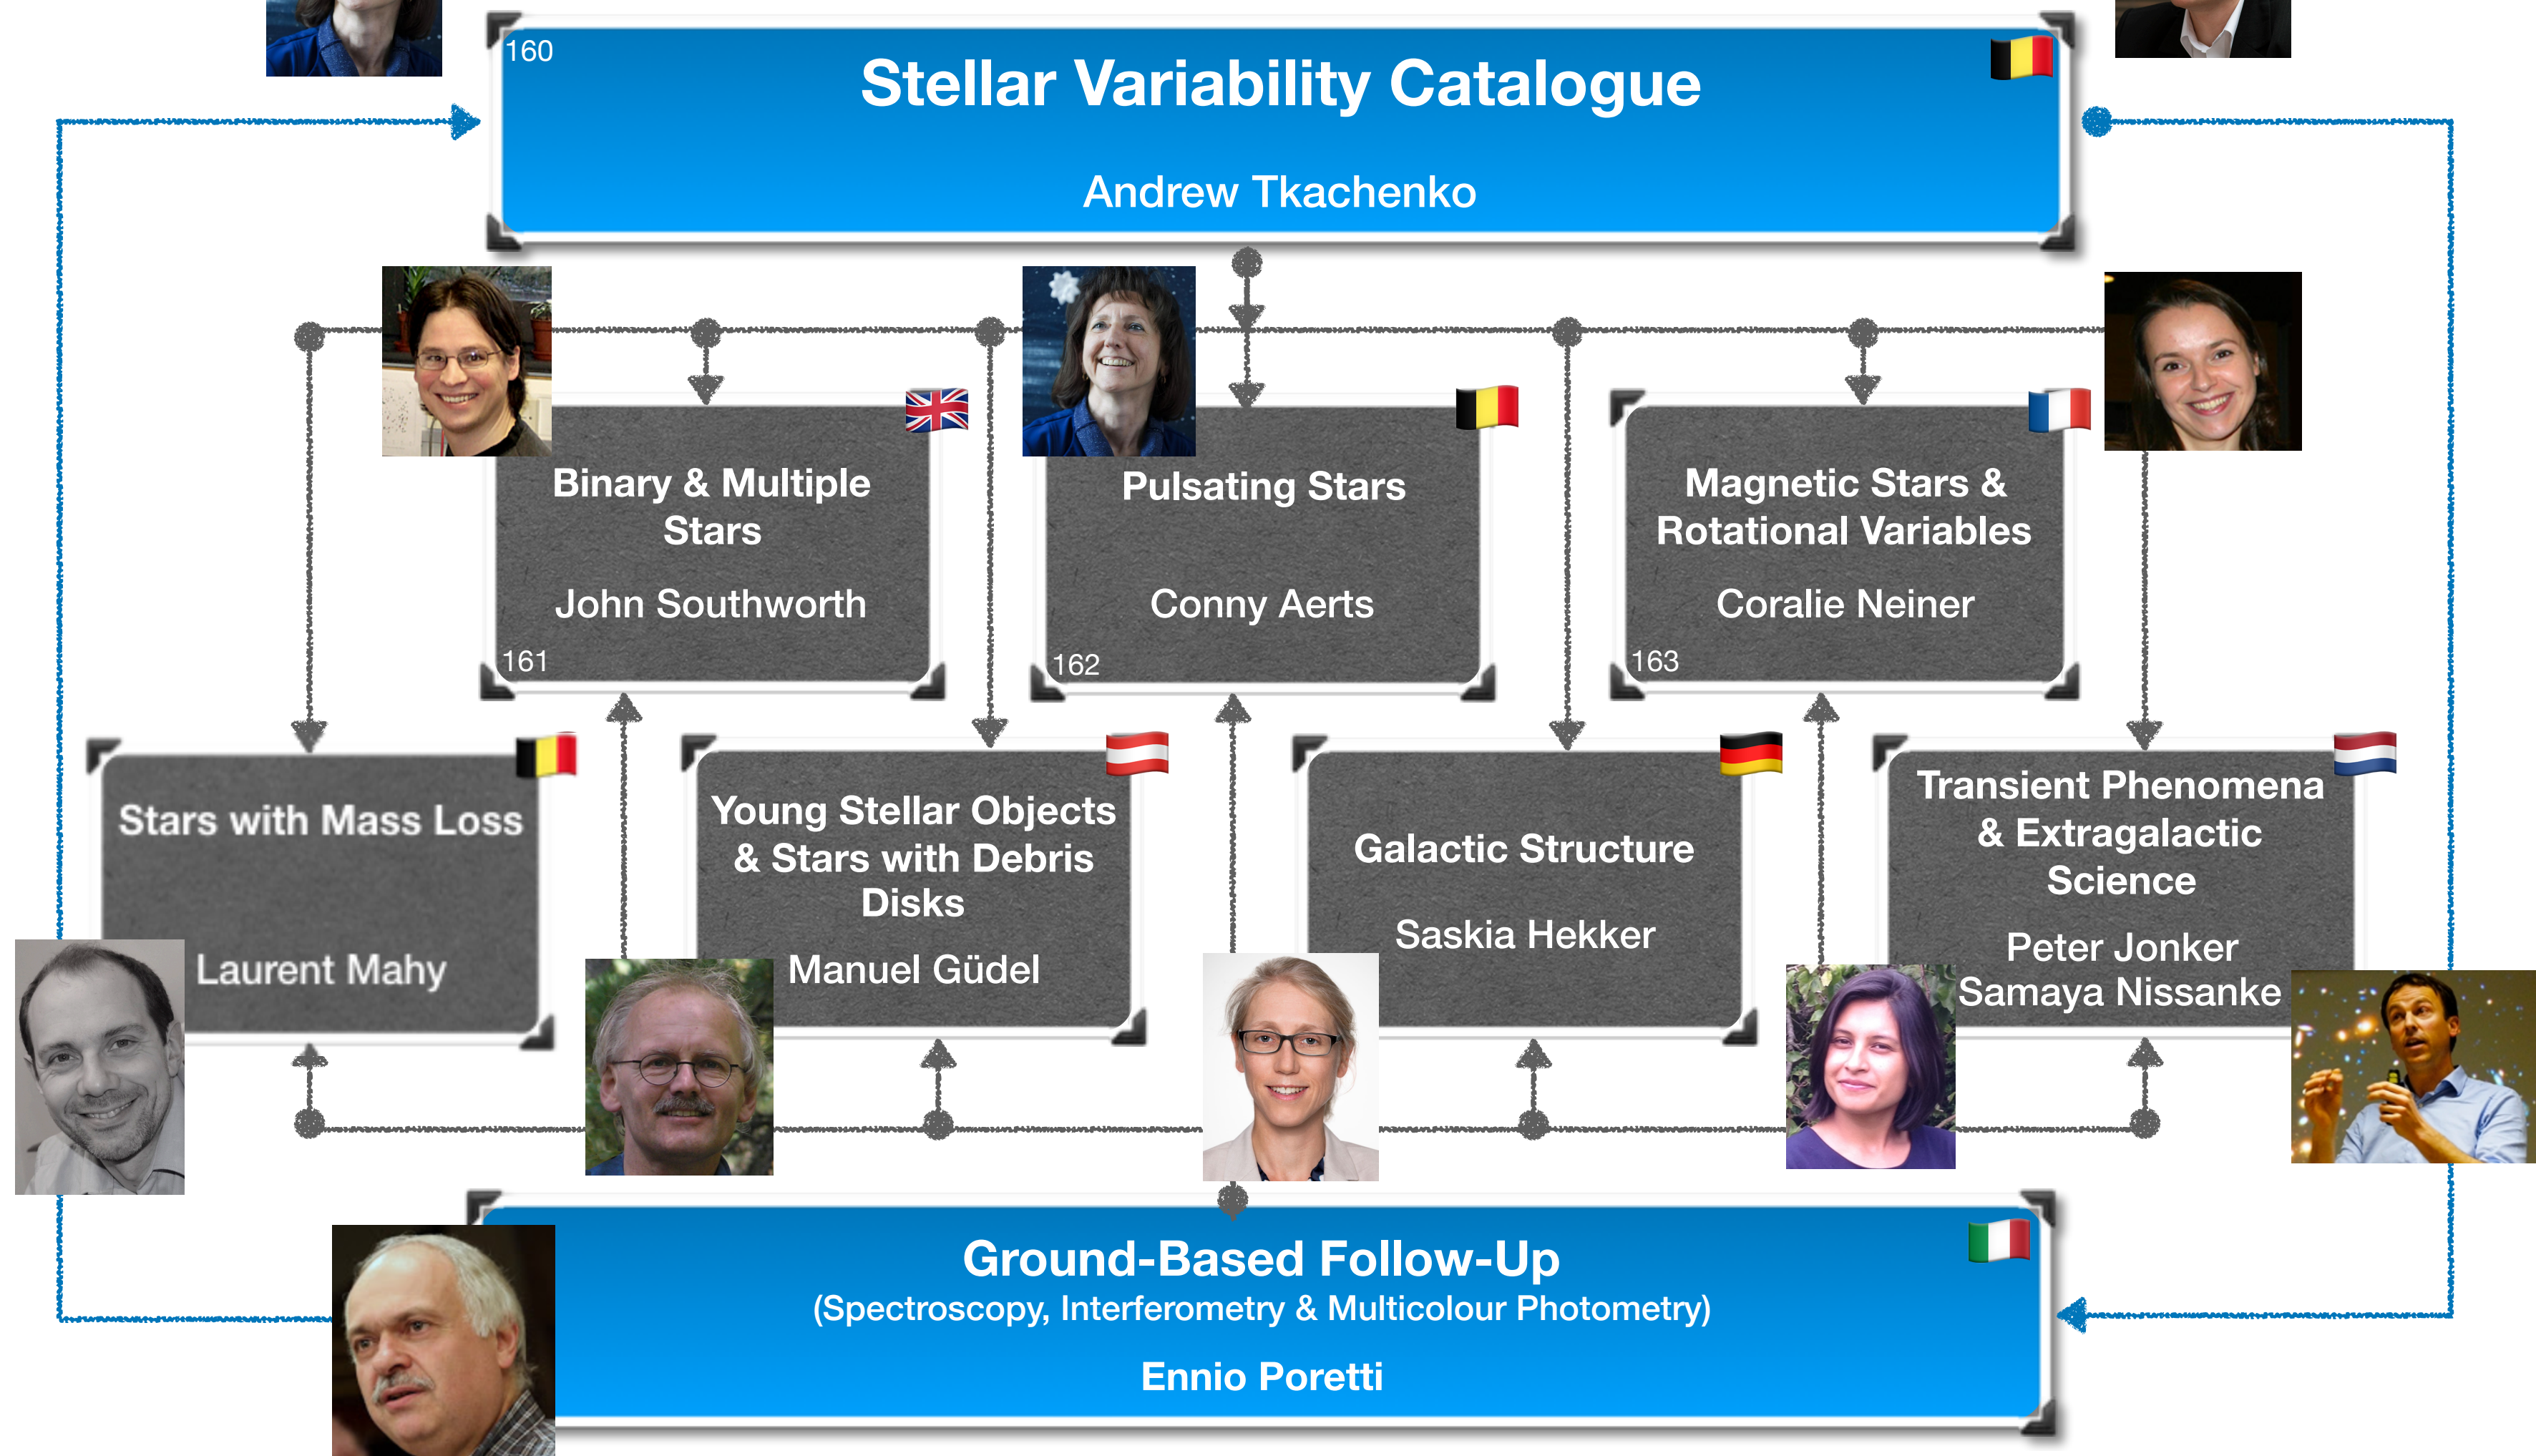 160
Stellar Variability Catalogue
Andrew Tkachenko
Binary & Multiple
Stars
John Southworth
161
Pulsating Stars
Conny Aerts
162
Magnetic Stars &
Rotational Variables
Coralie Neiner
163
Stars with Mass Loss
Laurent Mahy
Young Stellar Objects
& Stars with Debris
Disks
Manuel Güdel
Galactic Structure
Saskia Hekker
Transient Phenomena
& Extragalactic
Science
Peter Jonker
Samaya Nissanke
Ground-Based Follow-Up
(Spectroscopy, Interferometry & Multicolour Photometry)
Ennio Poretti